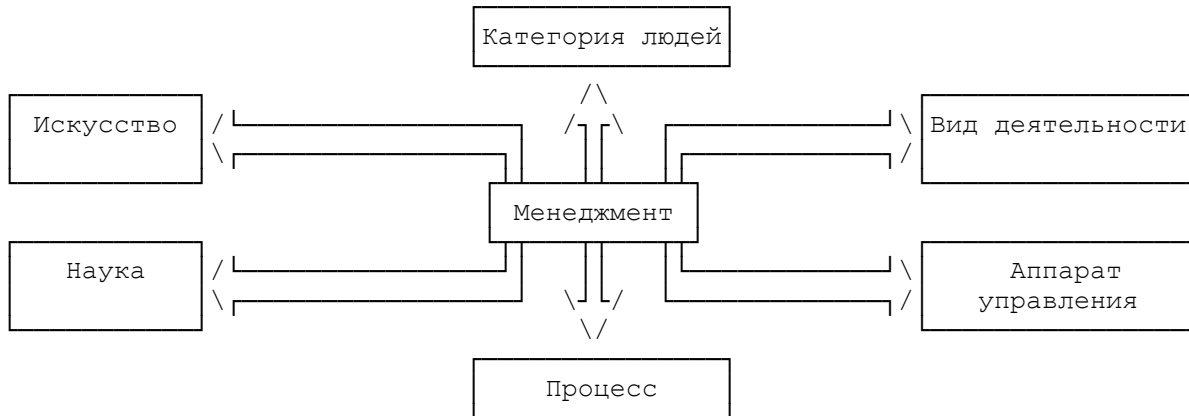 Категория людей
Искусство
Вид деятельности
Менеджмент
Наука
Аппарат
управления
Процесс